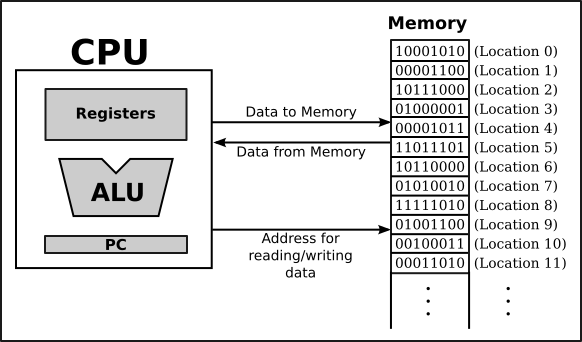 CPU
Registers
ALU
PC
Data to Memory
Data from Memory
Address for
reading/writing
data
Memory
10001010 (Location 0)
00001100 (Location 1)
10111000 (Location 2)
01000001 (Location 3)
00001011 (Location 4)
11011101 (Location 5)
10110000 (Location 6)
01010010 (Location 7)
11111010 (Location 8)
01001100 (Location 9)
00100011 (Location 10)
00011010 (Location 11)